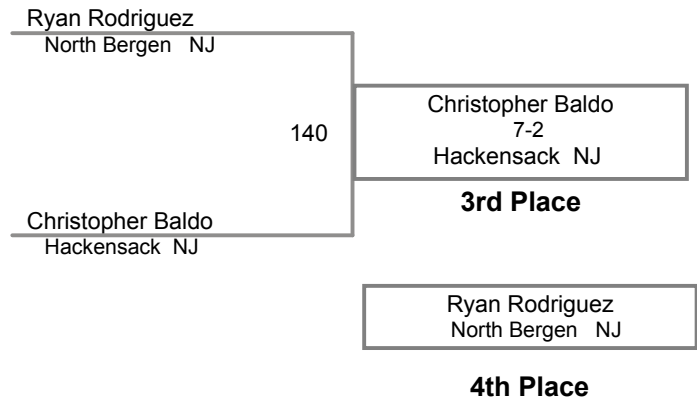 Ryan Rodriguez
North Bergen NJ
140
Christopher Baldo
7-2
Hackensack NJ
3rd Place
Christopher Baldo
Hackensack NJ
Ryan Rodriguez
North Bergen NJ
4th Place